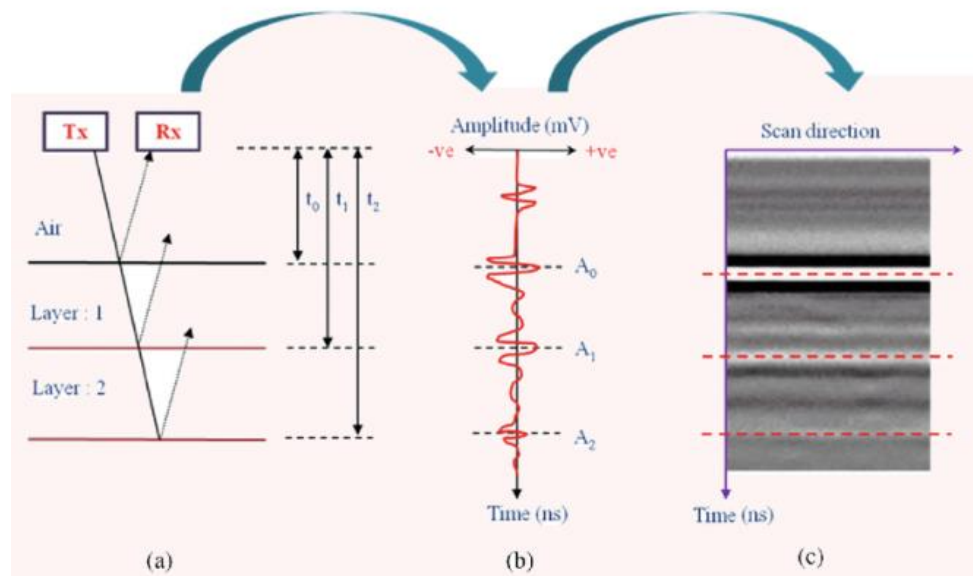 Tx
Rx
t0
t1
t2
Air
Layer : 1
Layer : 2
(a)
Amplitude (mV)
-ve
+ve
A0
A1
A2
Time (ns)
(b)
Scan direction
Time (ns)
(c)